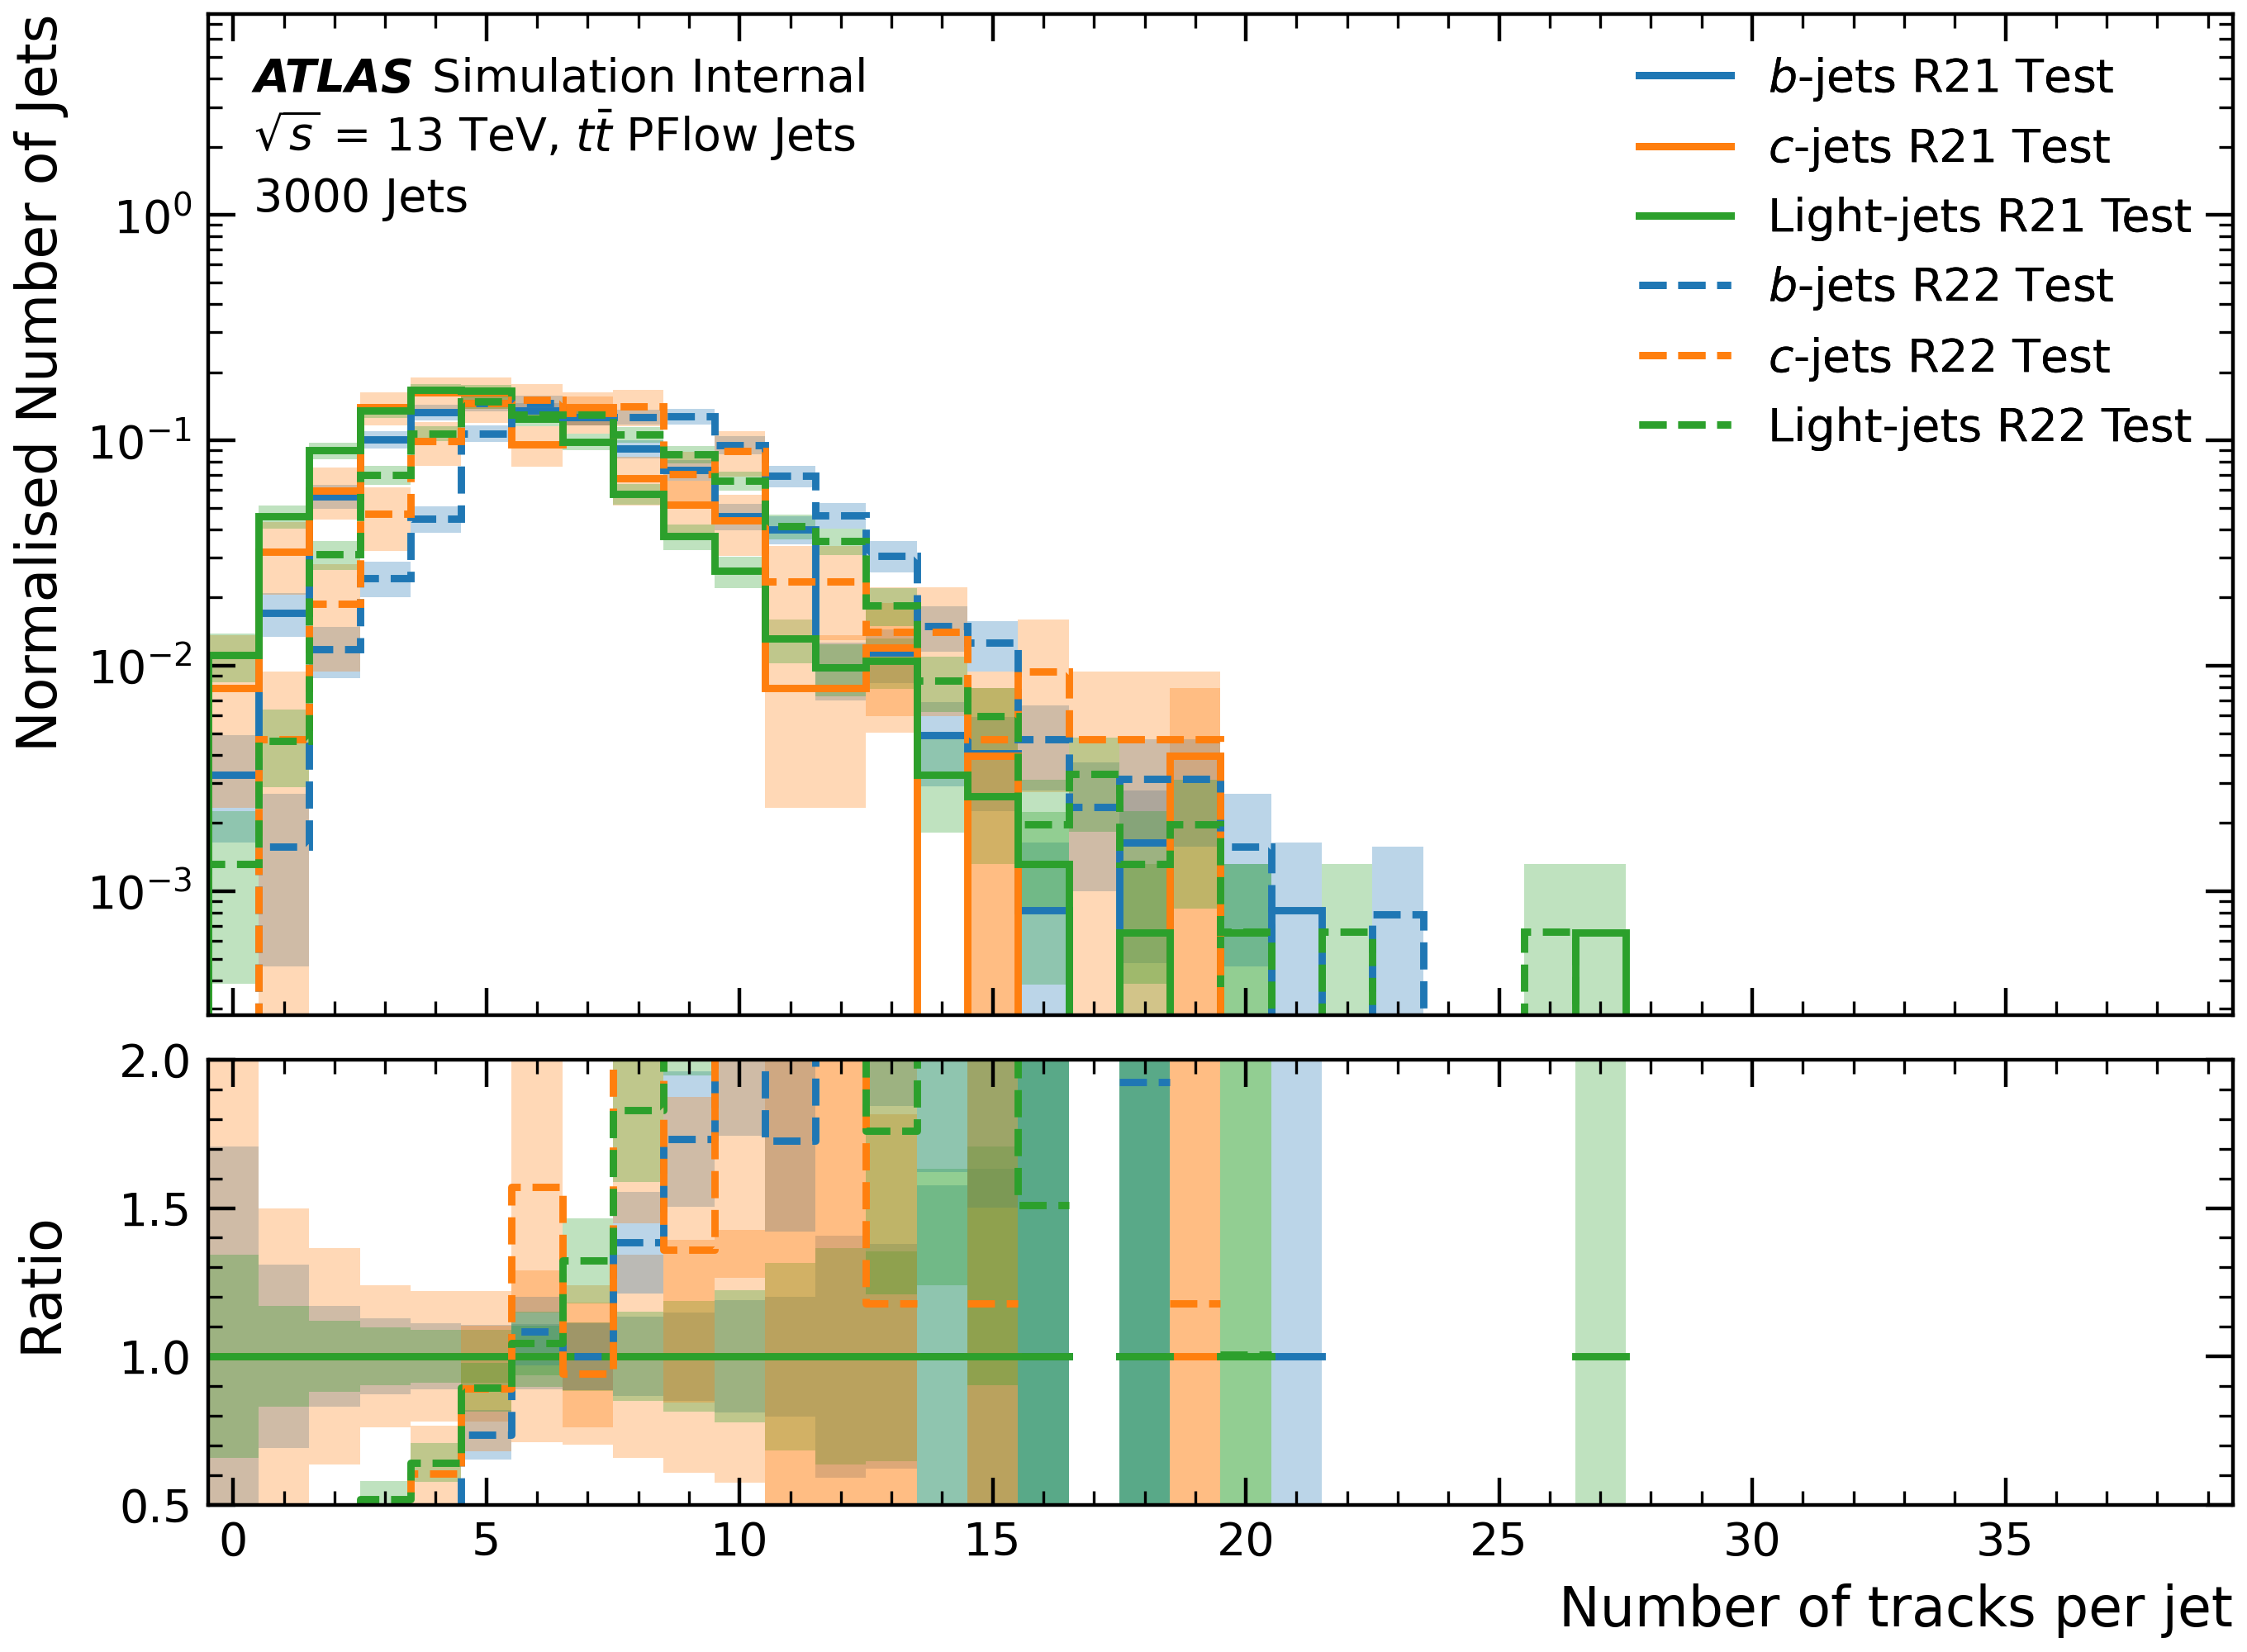 Normalised Number of Jets
ATLAS Simulation Internal
√s = 13 TeV, tt̄ PFlow Jets
3000 Jets
b-jets R21 Test
c-jets R21 Test
Light-jets R21 Test
b-jets R22 Test
c-jets R22 Test
Light-jets R22 Test
10⁰
10⁻¹
10⁻²
10⁻³
Ratio
2.0
1.5
1.0
0.5
0 5 10 15 20 25 30 35
Number of tracks per jet